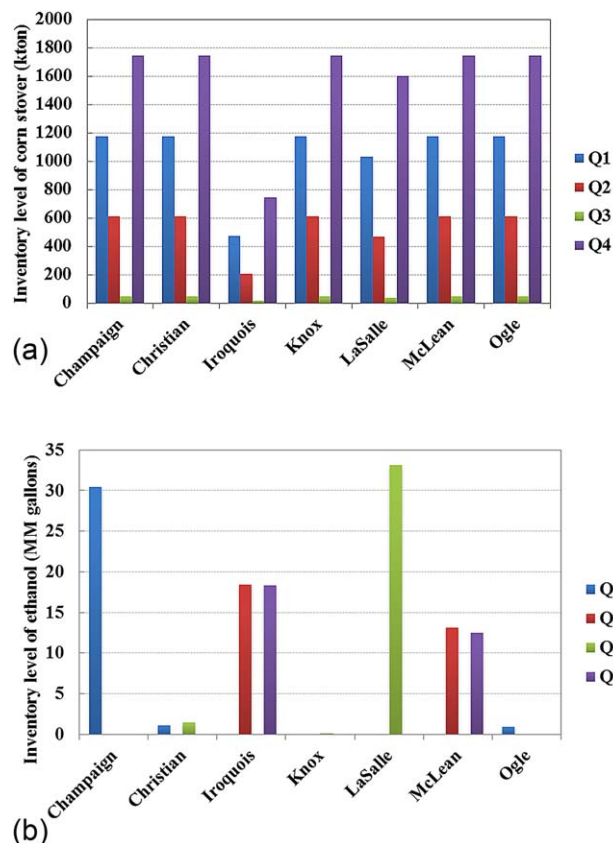 Inventory level of corn stover (kton)
2000
1800
1600
1400
1200
1000
800
600
400
200
0
Champaign
Christian
Iroquois
Knox
LaSalle
McLean
Ogle
Q1
Q2
Q3
Q4
(a)
Inventory level of ethanol (MM gallons)
35
30
25
20
15
10
5
0
Champaign
Christian
Iroquois
Knox
LaSalle
McLean
Ogle
Q
Q
Q
Q
(b)